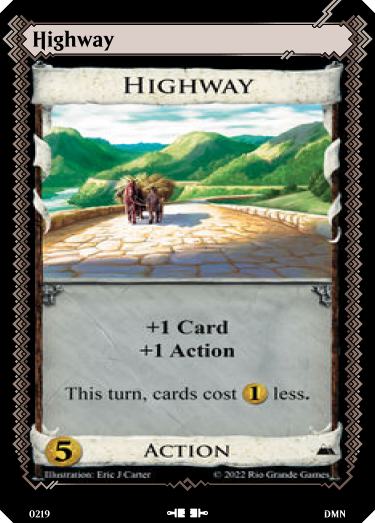 Highway
HIGHWAY
+1 Card
+1 Action
This turn, cards cost 1 less.
5
ACTION
Illustration: Eric J Carter
© 2022 Rio Grande Games
0219
DMN